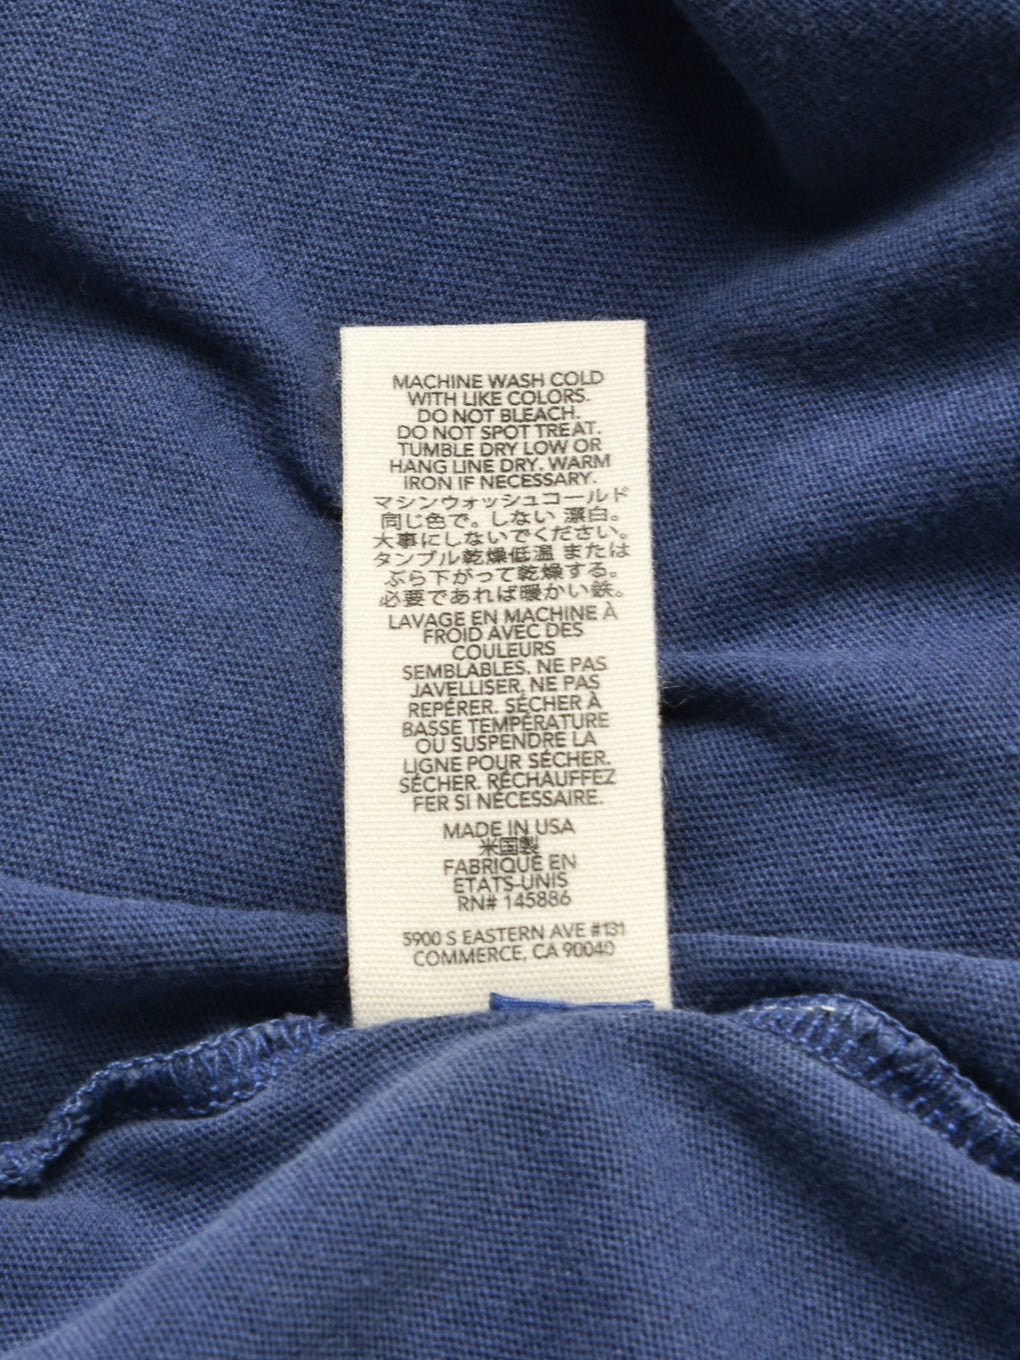 MACHINE WASH COLD
WITH LIKE COLORS.
DO NOT BLEACH.
DO NOT SPOT TREAT.
TUMBLE DRY LOW OR
HANG LINE DRY. WARM
IRON IF NECESSARY.
マシンウォッシュコールド
同じ色で。しない 漂白。
大事にしないでください。
タンブル乾燥低温 または
ぶら下がって乾燥する。
必要であれば暖かい鉄。
LAVAGE EN MACHINE À
FROID AVEC DES
COULEURS
SEMBLABLES. NE PAS
JAVELLISER, NE PAS
REPÉRER. SÉCHER À
BASSE TEMPÉRATURE
OU SUSPENDRE LA
LIGNE POUR SÉCHER.
SÉCHER. RÉCHAUFFEZ
FER SI NÉCESSAIRE.
MADE IN USA
米国製
FABRIQUÉ EN
ÉTATS-UNIS
RN# 145886
5900 S EASTERN AVE #131
COMMERCE, CA 90040